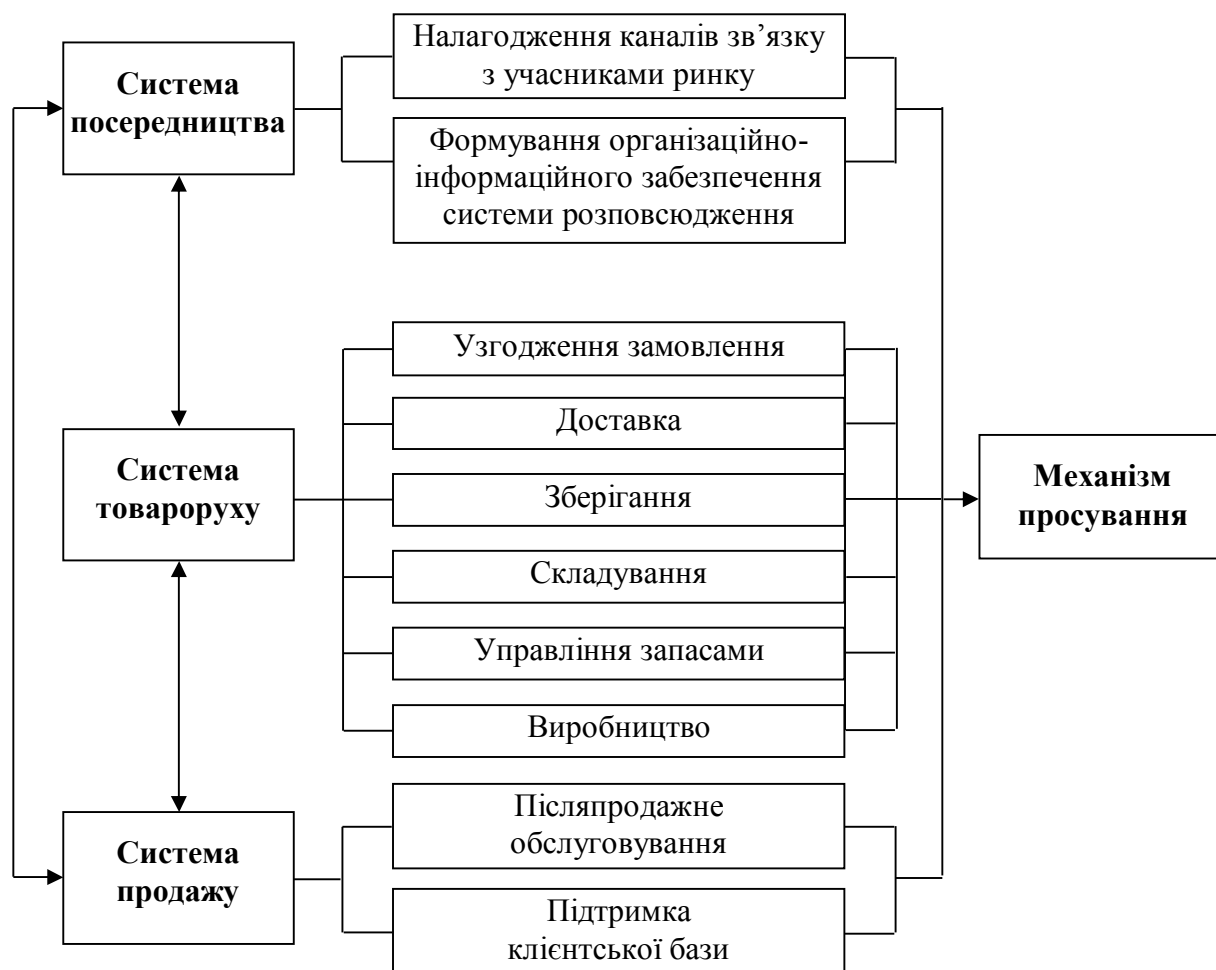 Система
посередництва
Налагодження каналів зв’язку
з учасниками ринку
Формування організаційно-
інформаційного забезпечення
системи розповсюдження
Система
товароруху
Узгодження замовлення
Доставка
Зберігання
Складування
Управління запасами
Виробництво
Система
продажу
Післяпродажне
обслуговування
Підтримка
клієнтської бази
Механізм
просування